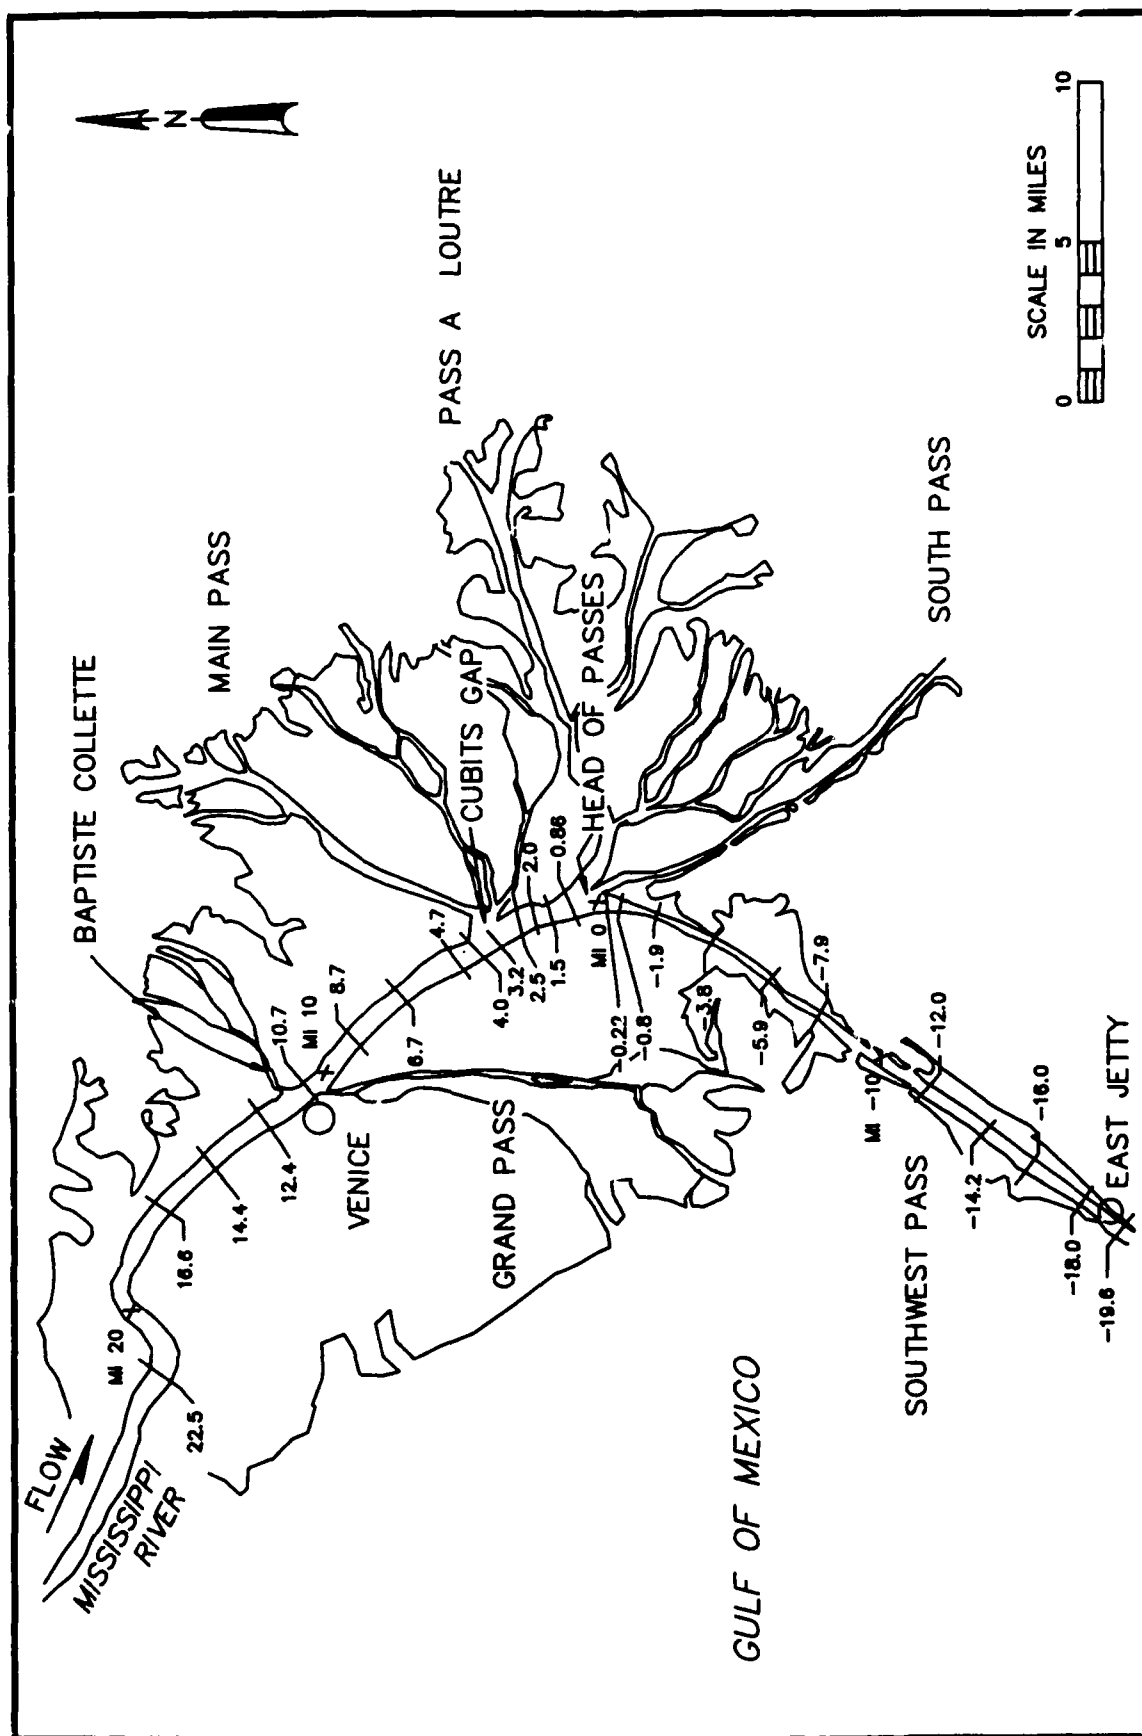 FLOW
MISSISSIPPI
RIVER
BAPTISTE COLLETTE
N
MI 20
22.5
16.6
14.4
12.4
10.7
MI 10
8.7
6.7
4.7
MAIN PASS
VENICE
PASS A LOUTRE
CUBITS GAP
4.0
3.2
2.5
2.0
1.5
0.86
GRAND PASS
HEAD OF PASSES
MI 0
-0.22
-0.8
-1.9
-3.8
-5.9
-7.9
GULF OF MEXICO
MI -10
-12.0
SOUTH PASS
SOUTHWEST PASS
-14.2
-16.0
-18.0
-19.6
EAST JETTY
SCALE IN MILES
0 5 10